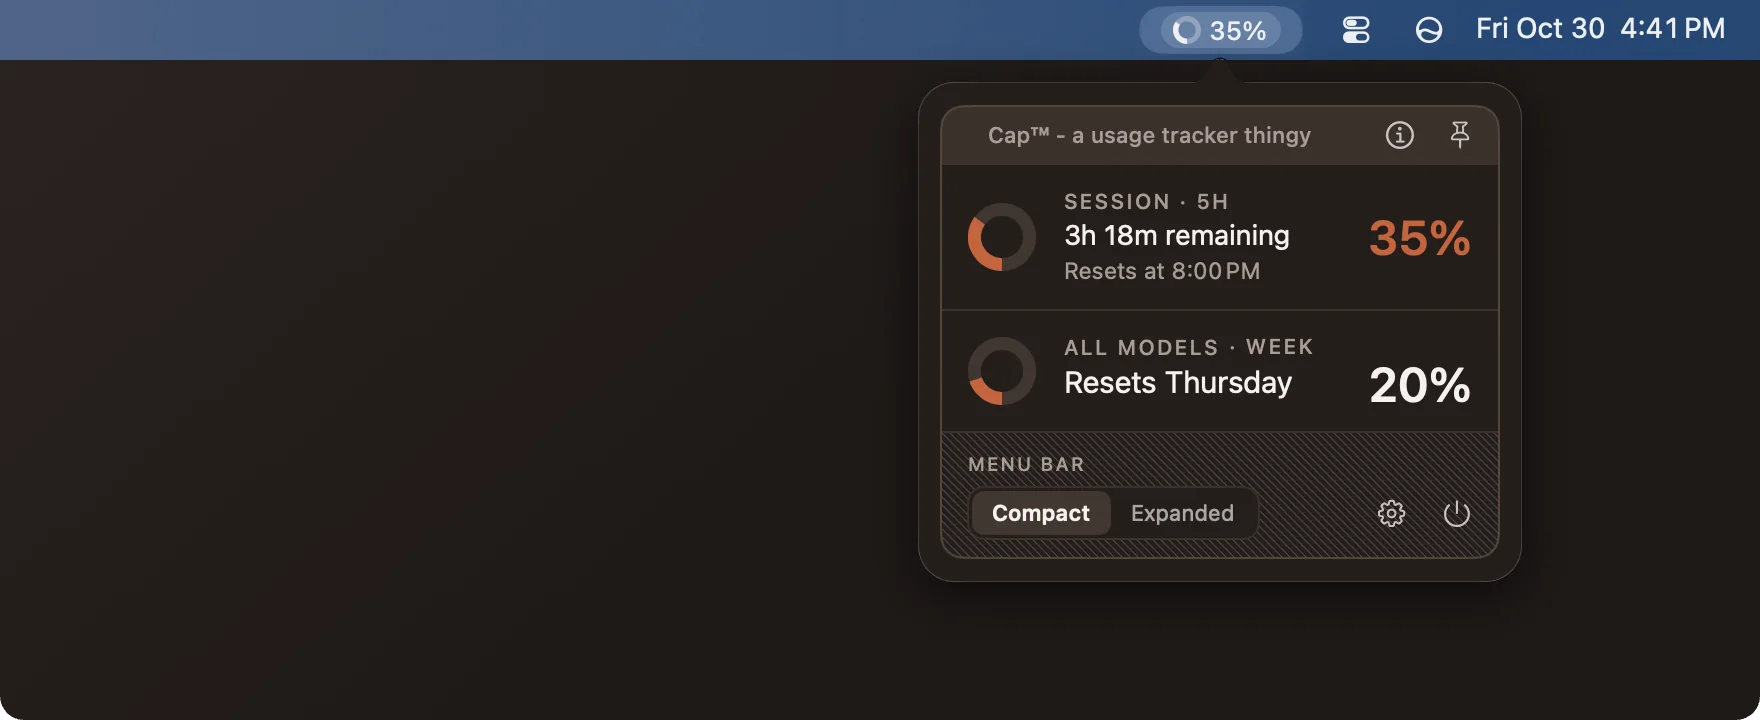 35%
Fri Oct 30 4:41 PM
Cap™ - a usage tracker thingy
SESSION · 5H
3h 18m remaining
35%
Resets at 8:00 PM
ALL MODELS · WEEK
Resets Thursday
20%
MENU BAR
Compact
Expanded